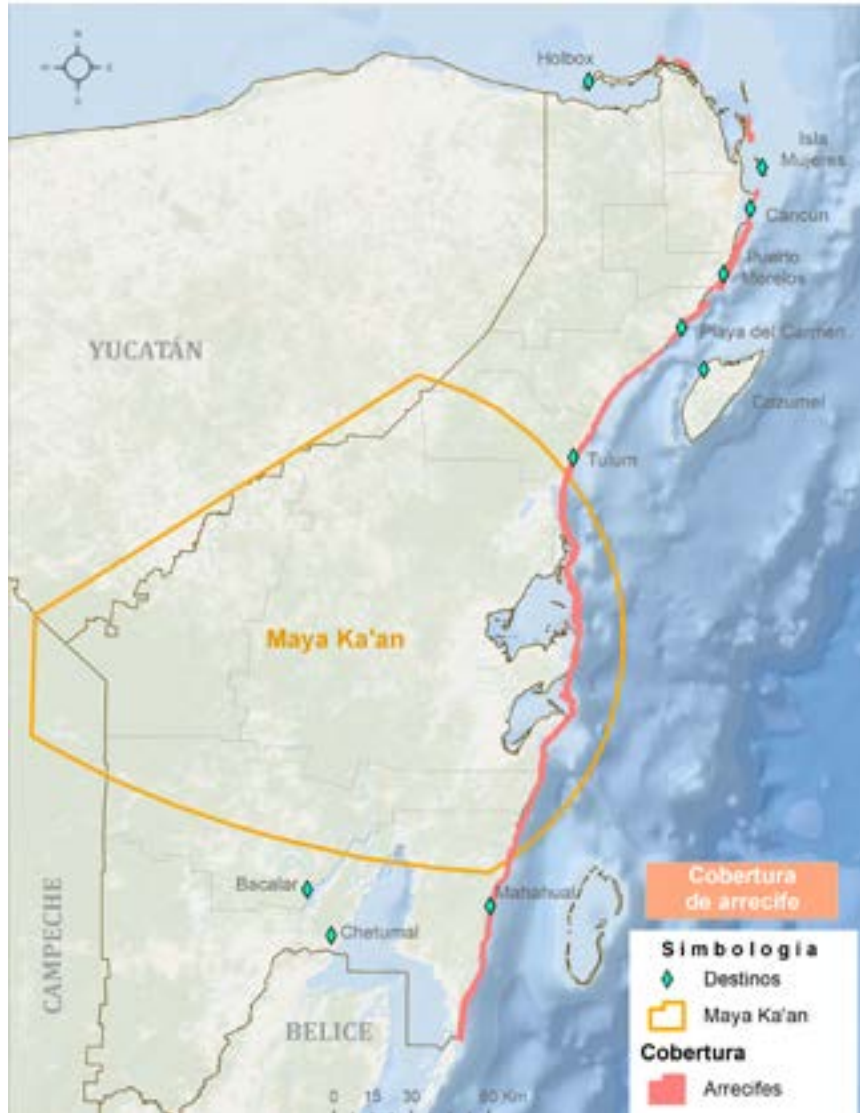 N
Holbox
Isla
Mujeres
Cancún
Puerto
Morelos
YUCATÁN
Playa del Carmen
Cozumel
Tulum
Maya Ka'an
Bacalar
Mahahual
Chetumal
CAMPECHE
BELICE
0 15 30 60 Km
Cobertura
de arrecife
Simbología
Destinos
Maya Ka'an
Cobertura
Arrecifes